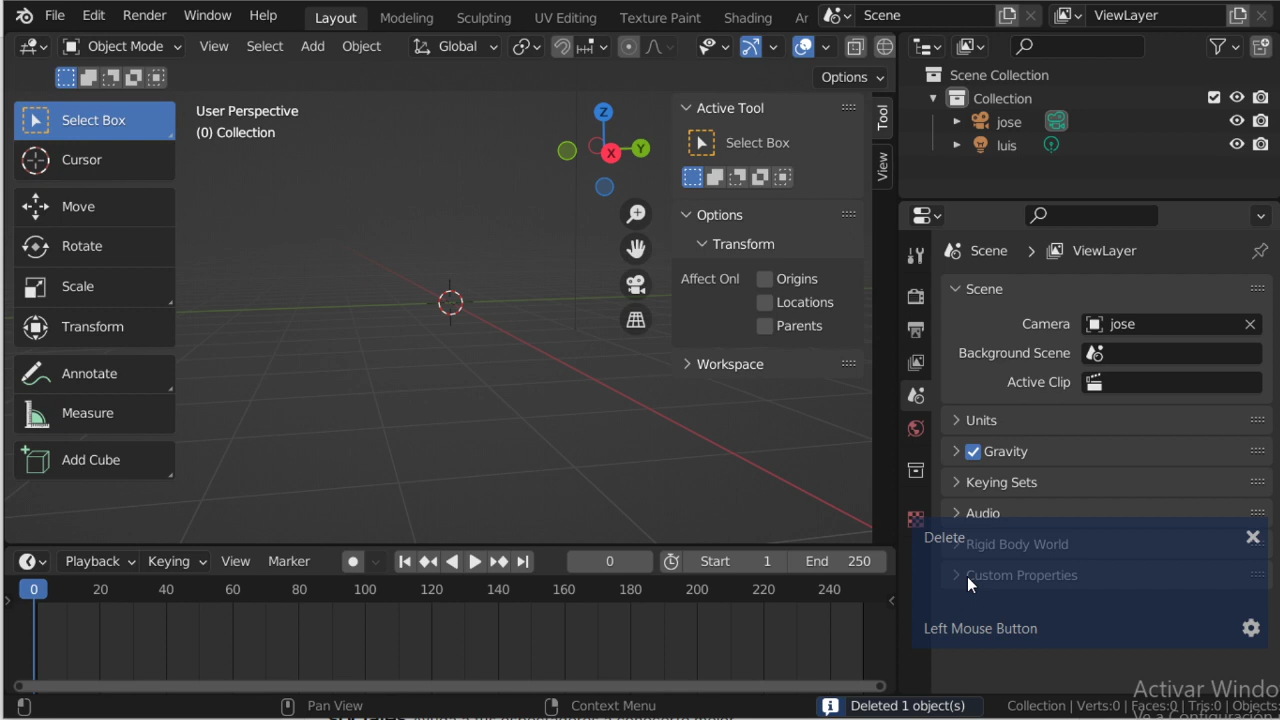 File Edit Render Window Help Layout Modeling Sculpting UV Editing Texture Paint Shading Scene ViewLayer
Object Mode View Select Add Object Global
Options
Select Box
Cursor
Move
Rotate
Scale
Transform
Annotate
Measure
Add Cube
User Perspective
(0) Collection
Z
Y
X
Active Tool
Select Box
Options
Transform
Affect Onl Origins
Locations
Parents
Workspace
Tool
View
Scene Collection
Collection
jose
luis
Scene ViewLayer
Scene
Camera jose
Background Scene
Active Clip
Units
Gravity
Keying Sets
Audio
Rigid Body World
Custom Properties
Delete
Left Mouse Button
Playback Keying View Marker 0 Start 1 End 250
0 20 40 60 80 100 120 140 160 180 200 220 240
Pan View Context Menu Deleted 1 object(s) Collection | Verts:0 | Faces:0 | Tris:0 | Objects:
Activar Windo